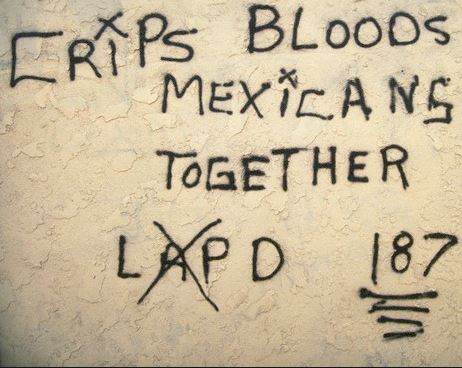 CRIPS BLOODS
MEXICANS
TOGETHER
LAPD 187